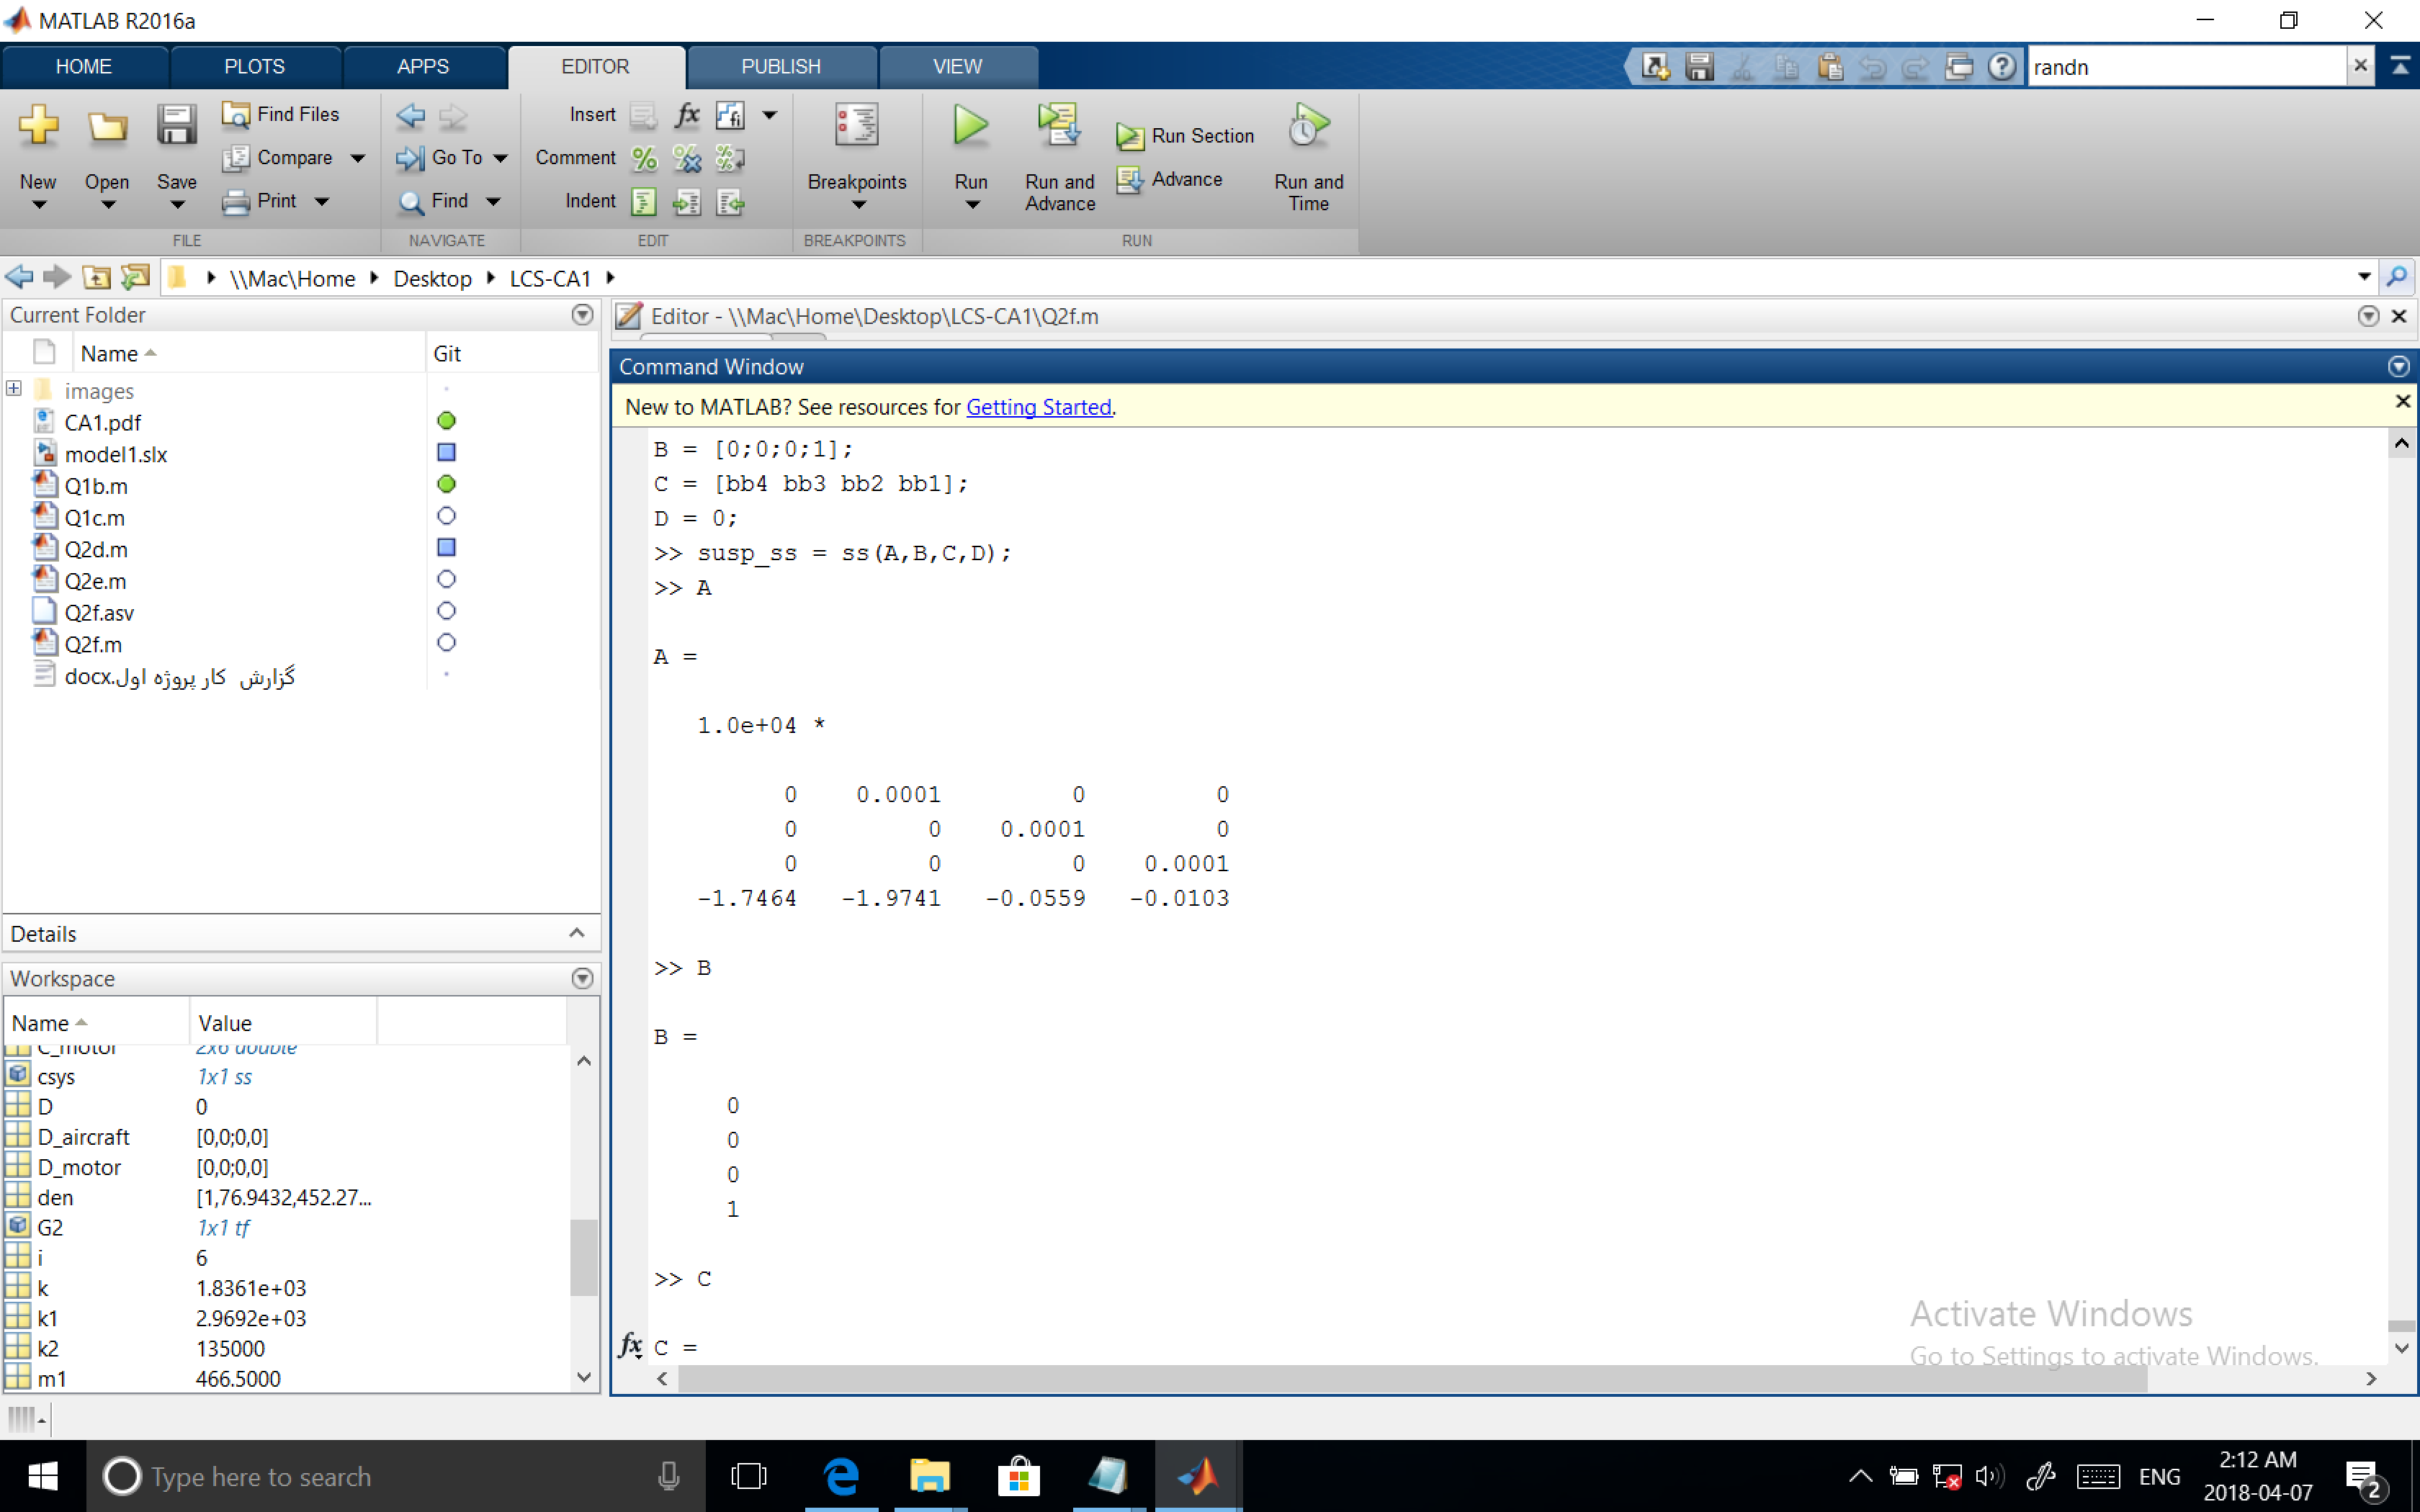 MATLAB R2016a
HOME PLOTS APPS EDITOR PUBLISH VIEW
randn
New
Open
Save
Find Files
Compare
Print
FILE
Go To
Find
NAVIGATE
Insert
Comment
Indent
EDIT
Breakpoints
BREAKPOINTS
Run
Run and Advance
Run Section
Advance
Run and Time
RUN
\\Mac\Home Desktop LCS-CA1
Current Folder
Name Git
images
CA1.pdf
model1.slx
Q1b.m
Q1c.m
Q2d.m
Q2e.m
Q2f.asv
Q2f.m
گزارش کار پروژه اول.docx
Details
Workspace
Name Value
C_motor 2x6 double
csys 1x1 ss
D 0
D_aircraft [0,0;0,0]
D_motor [0,0;0,0]
den [1,76.9432,452.27...
G2 1x1 tf
i 6
k 1.8361e+03
k1 2.9692e+03
k2 135000
m1 466.5000
Editor - \\Mac\Home\Desktop\LCS-CA1\Q2f.m
Command Window
New to MATLAB? See resources for Getting Started.
B = [0;0;0;1];
C = [bb4 bb3 bb2 bb1];
D = 0;
>> susp_ss = ss(A,B,C,D);
>> A
A =
1.0e+04 *
0 0.0001 0 0
0 0 0.0001 0
0 0 0 0.0001
-1.7464 -1.9741 -0.0559 -0.0103
>> B
B =
0
0
0
1
>> C
fx C =
Activate Windows
Go to Settings to activate Windows.
Type here to search
ENG
2:12 AM
2018-04-07
2